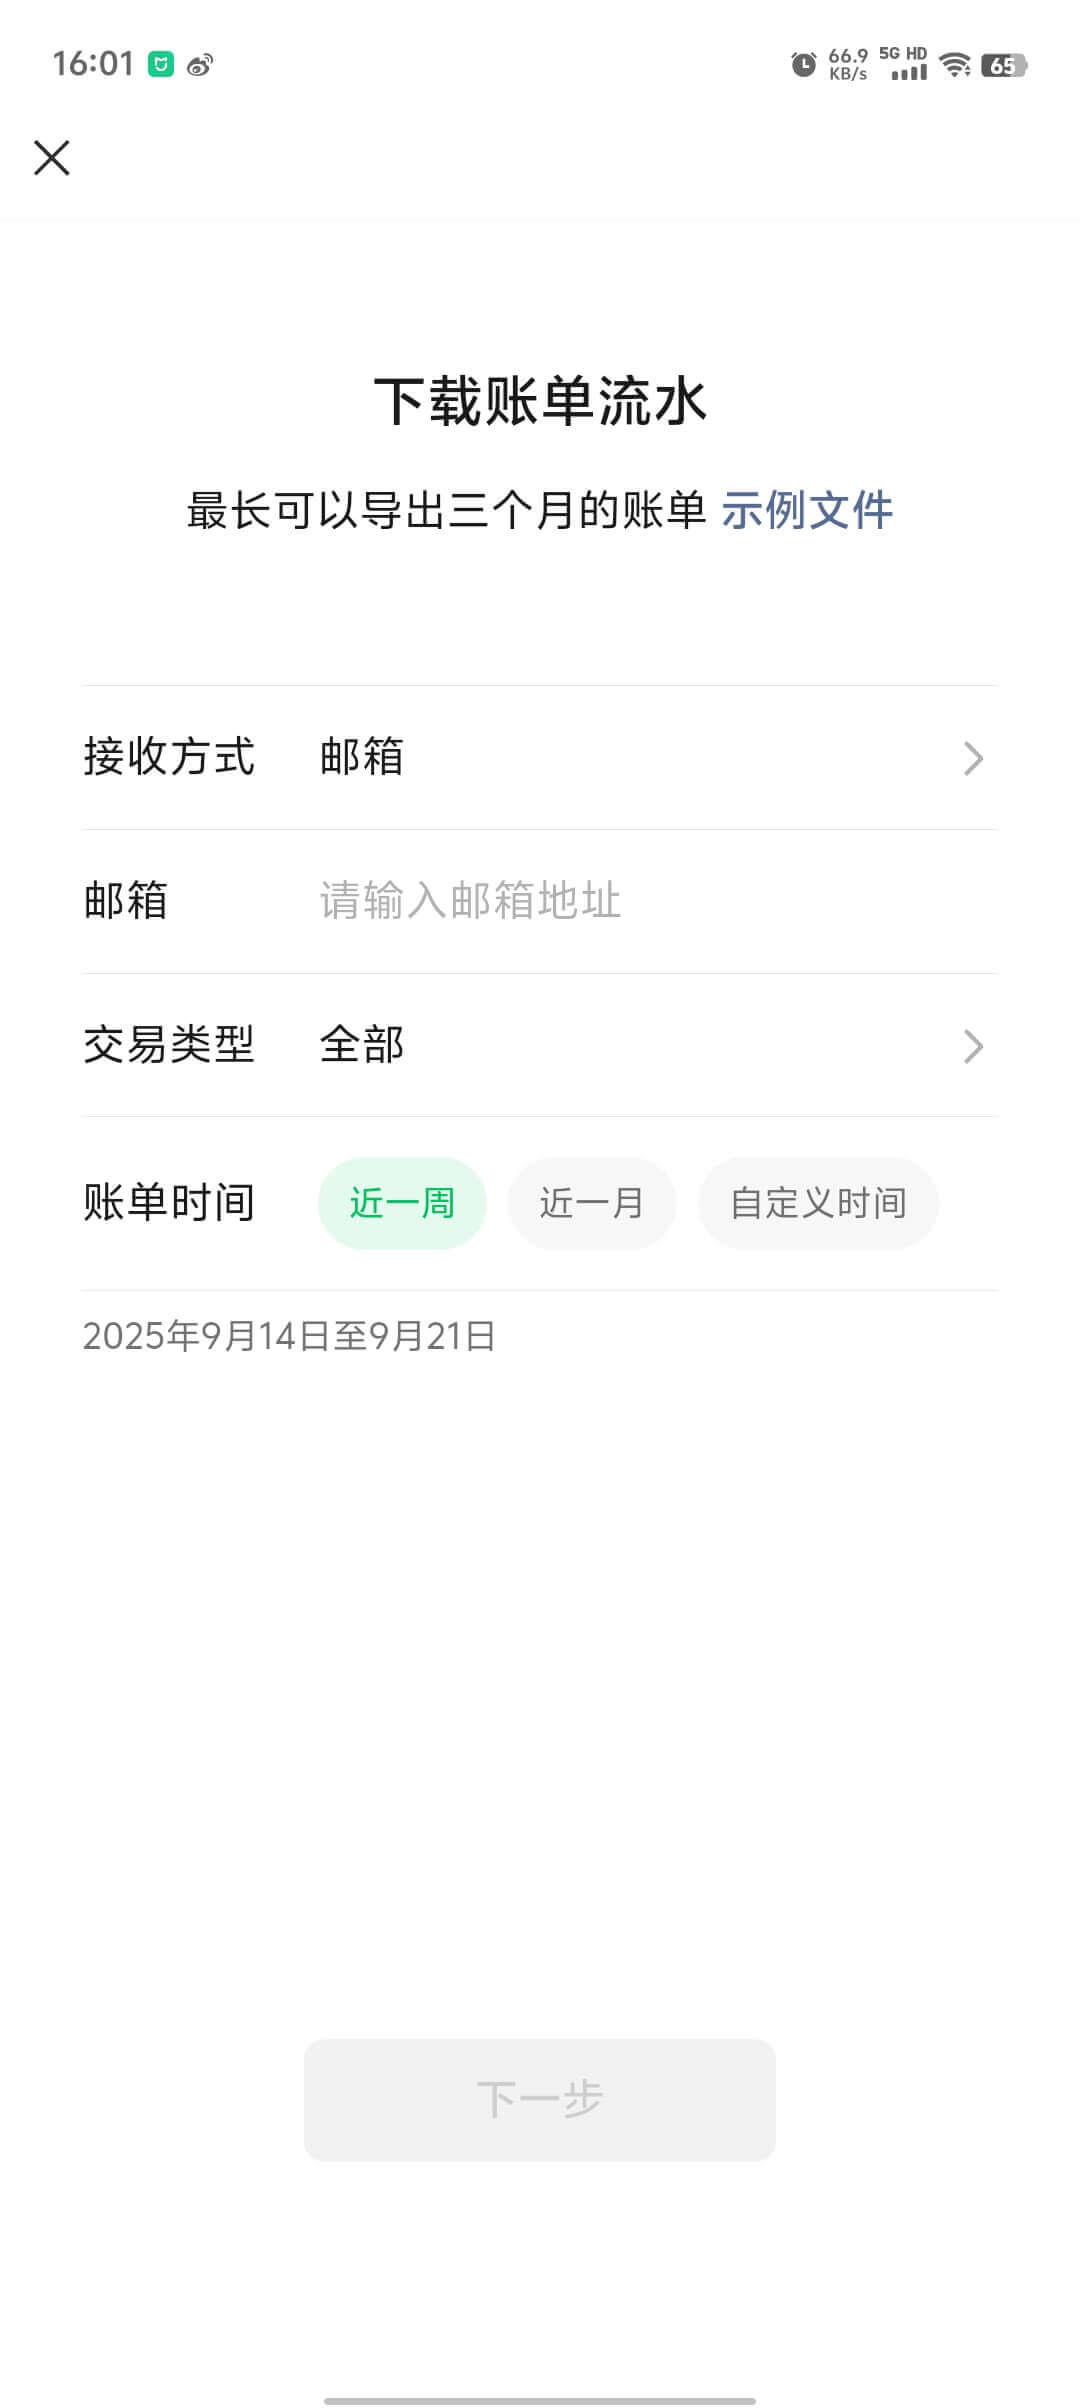 16:01
66.9 KB/s 5G HD 65
下载账单流水
最长可以导出三个月的账单 示例文件
接收方式 邮箱
邮箱 请输入邮箱地址
交易类型 全部
账单时间 近一周 近一月 自定义时间
2025年9月14日至9月21日
下一步